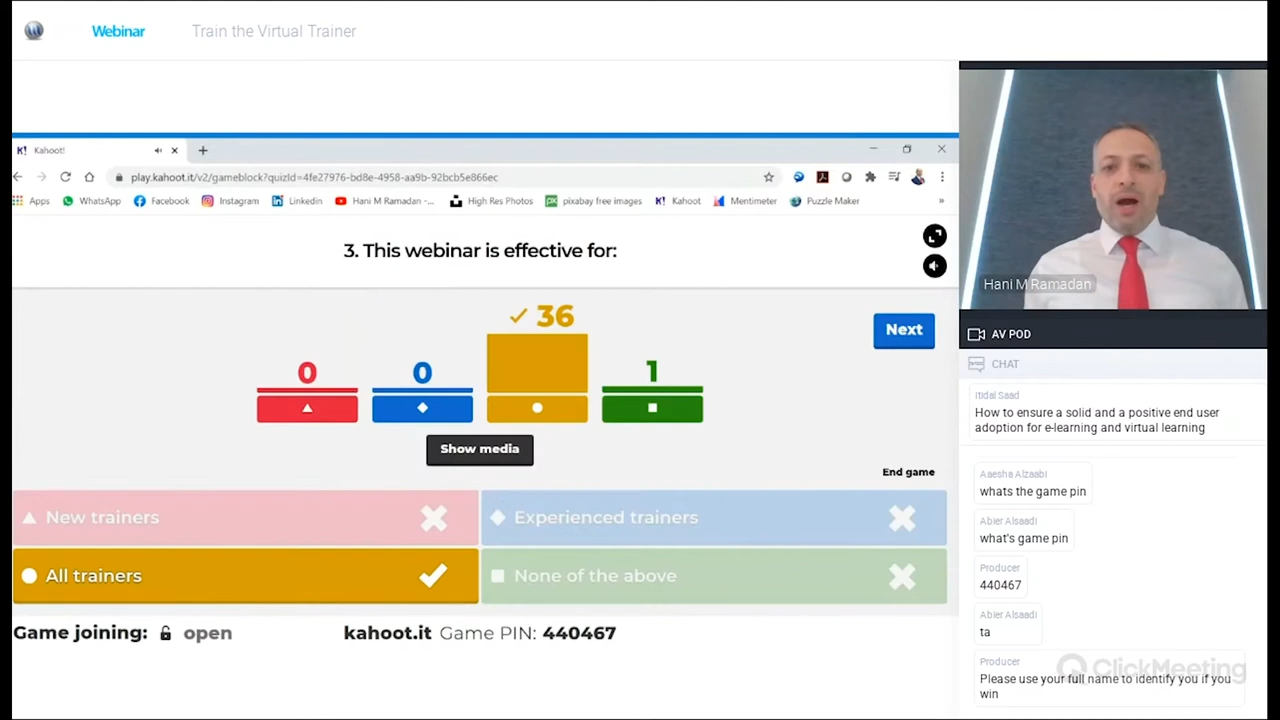 Webinar
Train the Virtual Trainer
K! Kahoot!
play.kahoot.it/v2/gameblock?quizId=4fe27976-bd8e-4958-aa9b-92bcb5e866ec
Apps WhatsApp Facebook Instagram Linkedin Hani M Ramadan -... High Res Photos pixabay free images K! Kahoot Mentimeter Puzzle Maker »
3. This webinar is effective for:
0
0
36
1
Next
Show media
End game
New trainers
Experienced trainers
All trainers
None of the above
Game joining: open
kahoot.it Game PIN: 440467
Hani M Ramadan
AV POD
CHAT
Itidal Saad
How to ensure a solid and a positive end user
adoption for e-learning and virtual learning
Aaesha Alzaabi
whats the game pin
Abier Alsaadi
what's game pin
Producer
440467
Abier Alsaadi
ta
Producer
Please use your full name to identify you if you
win
ClickMeeting